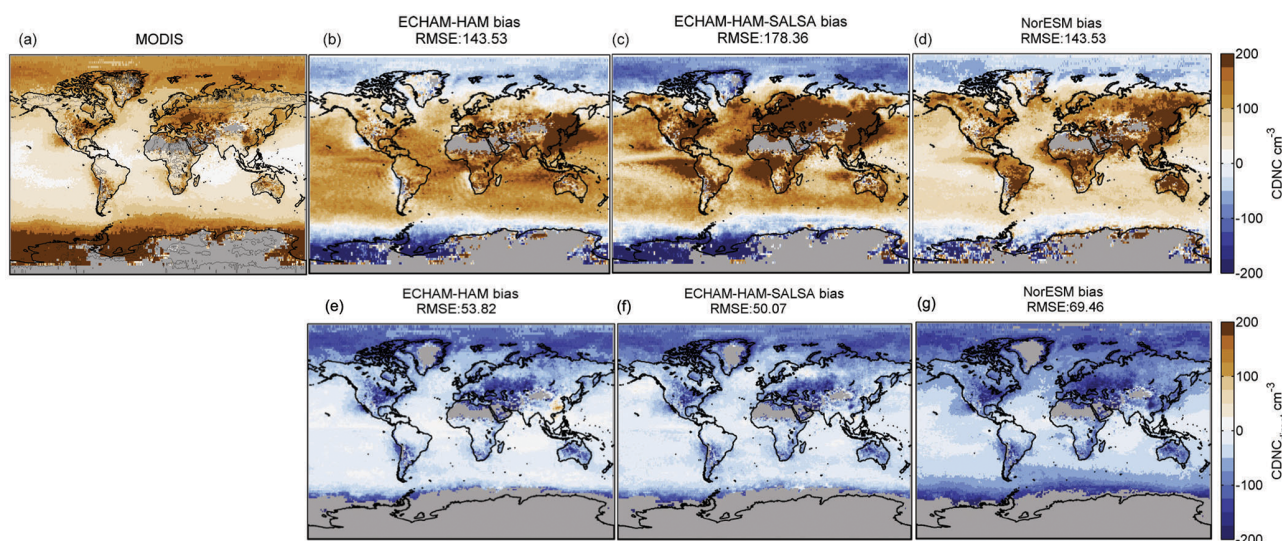 (a)
MODIS
(b)
ECHAM-HAM bias
RMSE:143.53
(c)
ECHAM-HAM-SALSA bias
RMSE:178.36
(d)
NorESM bias
RMSE:143.53
200
100
0
-100
-200
CDNC cm-3
(e)
ECHAM-HAM bias
RMSE:53.82
(f)
ECHAM-HAM-SALSA bias
RMSE:50.07
(g)
NorESM bias
RMSE:69.46
200
100
0
-100
-200
CDNC
-3